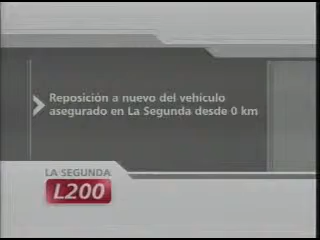 Reposición a nuevo del vehículo
asegurado en La Segunda desde 0 km
LA SEGUNDA
L200